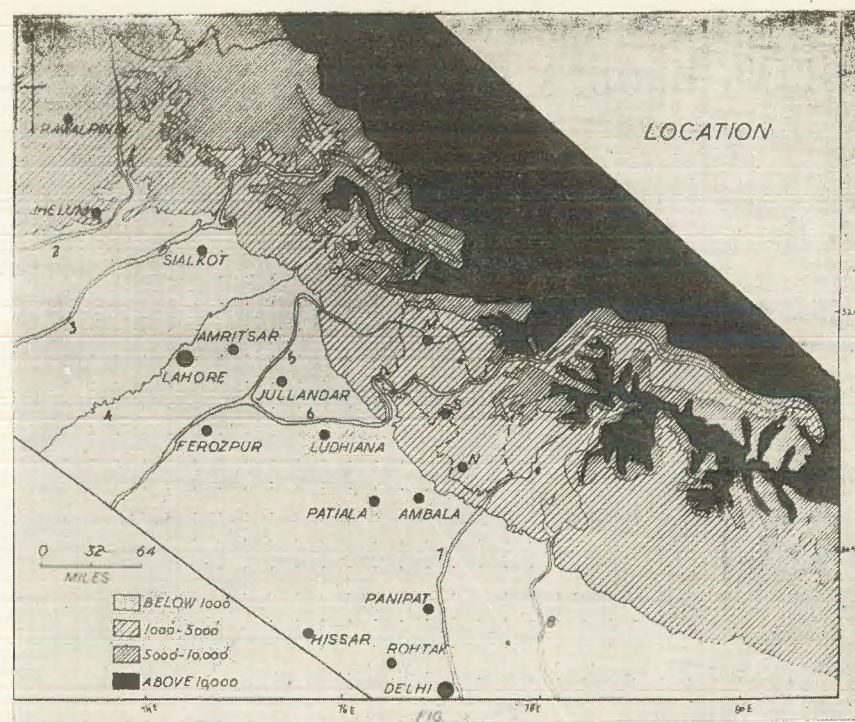 LOCATION
RAWALPINDI
JHELUM
2
SIALKOT
3
AMRITSAR
LAHORE
5
JULLANDAR
4
6
FEROZPUR
LUDHIANA
M
S
N
PATIALA
AMBALA
7
8
0 32 64
MILES
PANIPAT
HISSAR
ROHTAK
DELHI
BELOW 1000'
1000'-5000'
5000'-10,000'
ABOVE 10,000
76 E
78 E
80 E
FIG